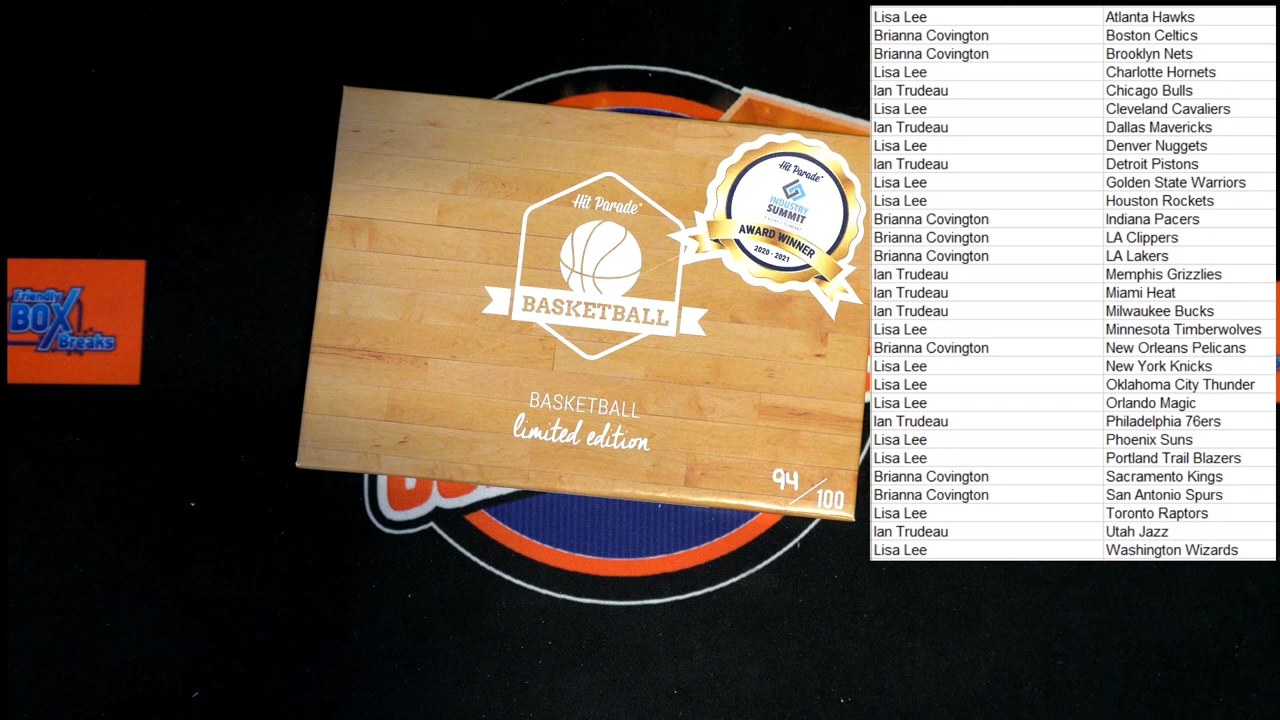 Friendly
BOX
Breaks
Hit Parade
BASKETBALL
BASKETBALL
limited edition
94/100
Hit Parade
INDUSTRY
SUMMIT
AWARD WINNER
2020 - 2021
Lisa Lee Atlanta Hawks
Brianna Covington Boston Celtics
Brianna Covington Brooklyn Nets
Lisa Lee Charlotte Hornets
Ian Trudeau Chicago Bulls
Lisa Lee Cleveland Cavaliers
Ian Trudeau Dallas Mavericks
Lisa Lee Denver Nuggets
Ian Trudeau Detroit Pistons
Lisa Lee Golden State Warriors
Lisa Lee Houston Rockets
Brianna Covington Indiana Pacers
Brianna Covington LA Clippers
Brianna Covington LA Lakers
Ian Trudeau Memphis Grizzlies
Ian Trudeau Miami Heat
Ian Trudeau Milwaukee Bucks
Lisa Lee Minnesota Timberwolves
Brianna Covington New Orleans Pelicans
Lisa Lee New York Knicks
Lisa Lee Oklahoma City Thunder
Lisa Lee Orlando Magic
Ian Trudeau Philadelphia 76ers
Lisa Lee Phoenix Suns
Lisa Lee Portland Trail Blazers
Brianna Covington Sacramento Kings
Brianna Covington San Antonio Spurs
Lisa Lee Toronto Raptors
Ian Trudeau Utah Jazz
Lisa Lee Washington Wizards